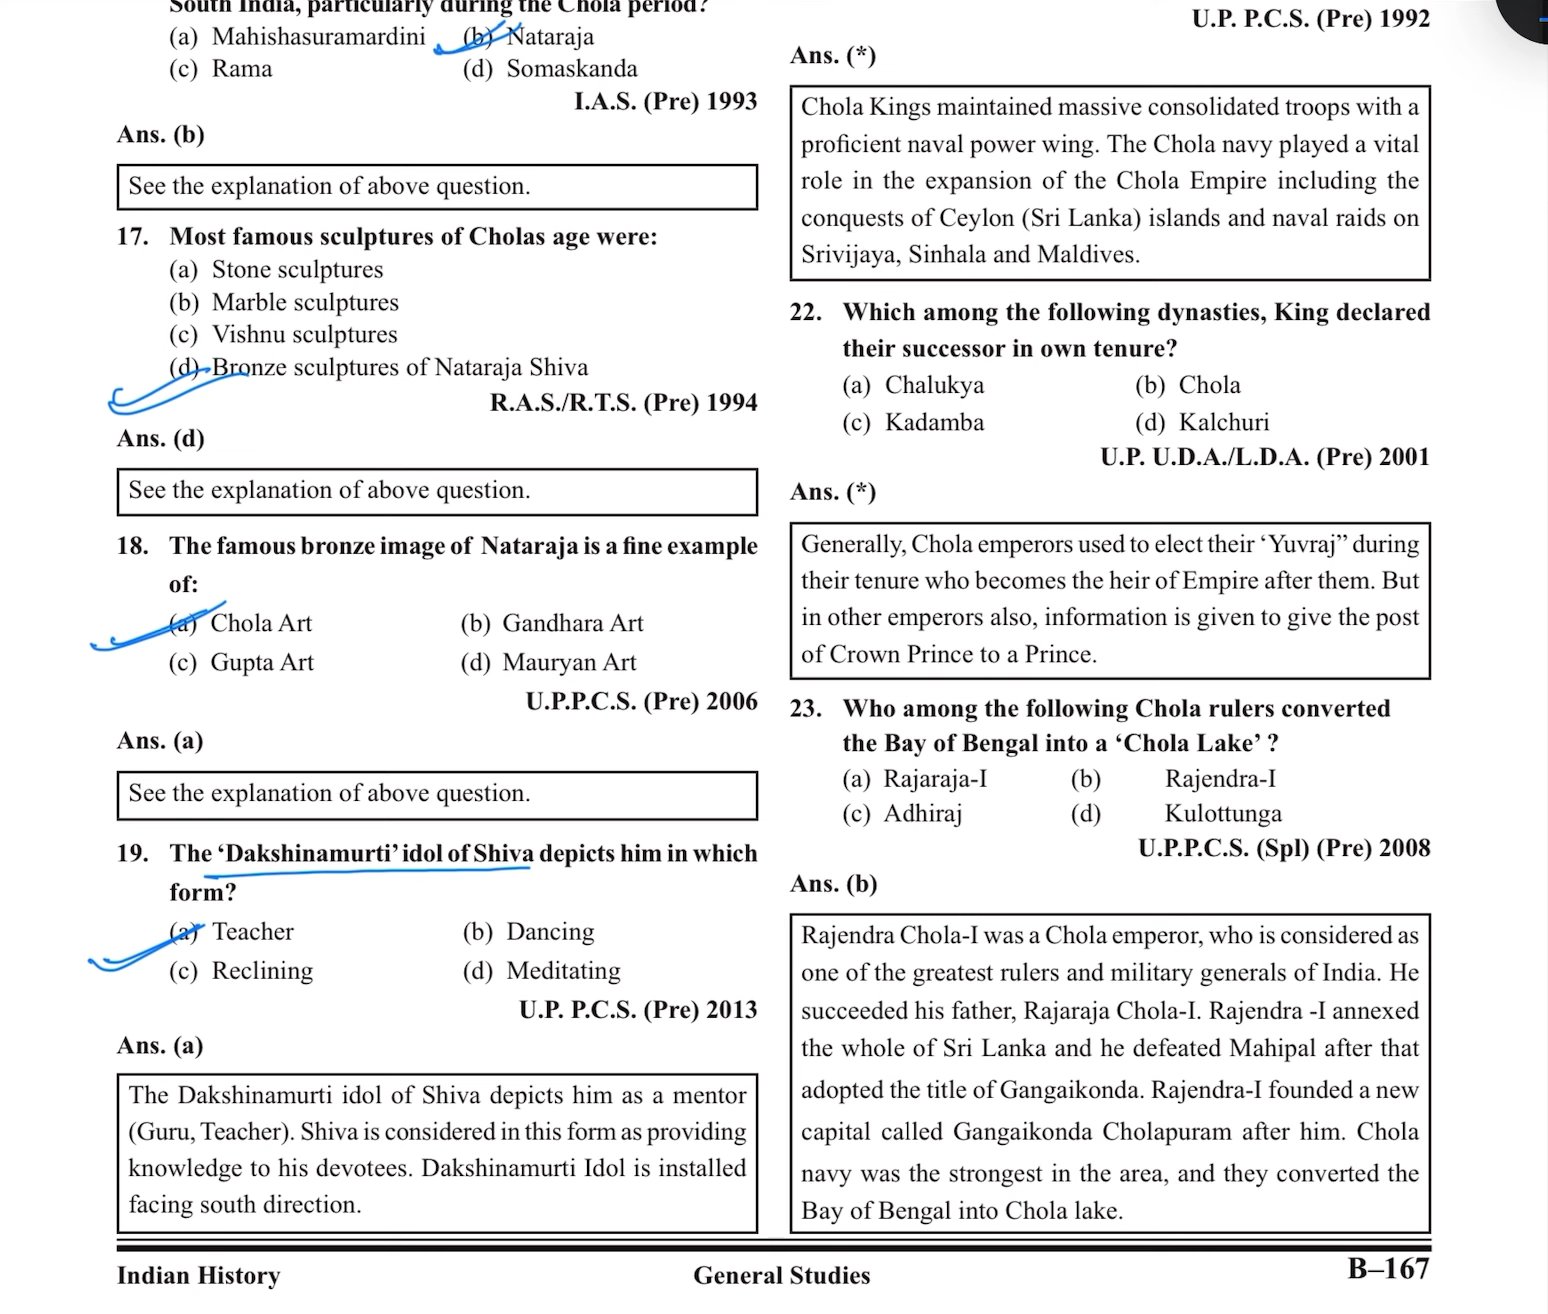 South India, particularly during the Chola period?
(a) Mahishasuramardini (b) Nataraja
(c) Rama (d) Somaskanda
I.A.S. (Pre) 1993
Ans. (b)
See the explanation of above question.
17. Most famous sculptures of Cholas age were:
(a) Stone sculptures
(b) Marble sculptures
(c) Vishnu sculptures
(d) Bronze sculptures of Nataraja Shiva
R.A.S./R.T.S. (Pre) 1994
Ans. (d)
See the explanation of above question.
18. The famous bronze image of Nataraja is a fine example
of:
(a) Chola Art (b) Gandhara Art
(c) Gupta Art (d) Mauryan Art
U.P.P.C.S. (Pre) 2006
Ans. (a)
See the explanation of above question.
19. The ‘Dakshinamurti’ idol of Shiva depicts him in which
form?
(a) Teacher (b) Dancing
(c) Reclining (d) Meditating
U.P. P.C.S. (Pre) 2013
Ans. (a)
The Dakshinamurti idol of Shiva depicts him as a mentor
(Guru, Teacher). Shiva is considered in this form as providing
knowledge to his devotees. Dakshinamurti Idol is installed
facing south direction.
U.P. P.C.S. (Pre) 1992
Ans. (*)
Chola Kings maintained massive consolidated troops with a
proficient naval power wing. The Chola navy played a vital
role in the expansion of the Chola Empire including the
conquests of Ceylon (Sri Lanka) islands and naval raids on
Srivijaya, Sinhala and Maldives.
22. Which among the following dynasties, King declared
their successor in own tenure?
(a) Chalukya (b) Chola
(c) Kadamba (d) Kalchuri
U.P. U.D.A./L.D.A. (Pre) 2001
Ans. (*)
Generally, Chola emperors used to elect their ‘Yuvraj” during
their tenure who becomes the heir of Empire after them. But
in other emperors also, information is given to give the post
of Crown Prince to a Prince.
23. Who among the following Chola rulers converted
the Bay of Bengal into a ‘Chola Lake’ ?
(a) Rajaraja-I (b) Rajendra-I
(c) Adhiraj (d) Kulottunga
U.P.P.C.S. (Spl) (Pre) 2008
Ans. (b)
Rajendra Chola-I was a Chola emperor, who is considered as
one of the greatest rulers and military generals of India. He
succeeded his father, Rajaraja Chola-I. Rajendra -I annexed
the whole of Sri Lanka and he defeated Mahipal after that
adopted the title of Gangaikonda. Rajendra-I founded a new
capital called Gangaikonda Cholapuram after him. Chola
navy was the strongest in the area, and they converted the
Bay of Bengal into Chola lake.
Indian History General Studies B–167